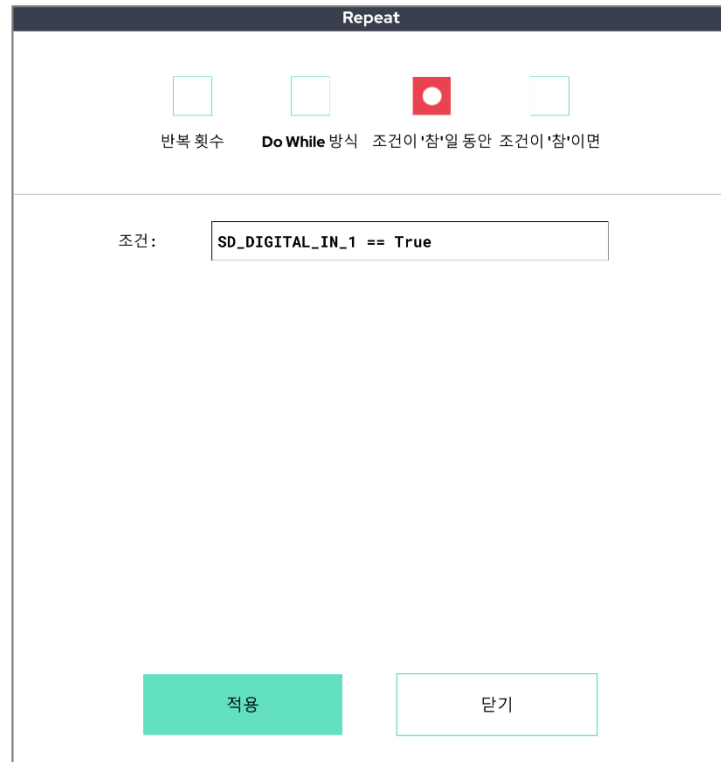 Repeat
반복 횟수
Do While 방식
조건이 '참'일 동안
조건이 '참'이면
조건:
SD_DIGITAL_IN_1 == True
적용
닫기